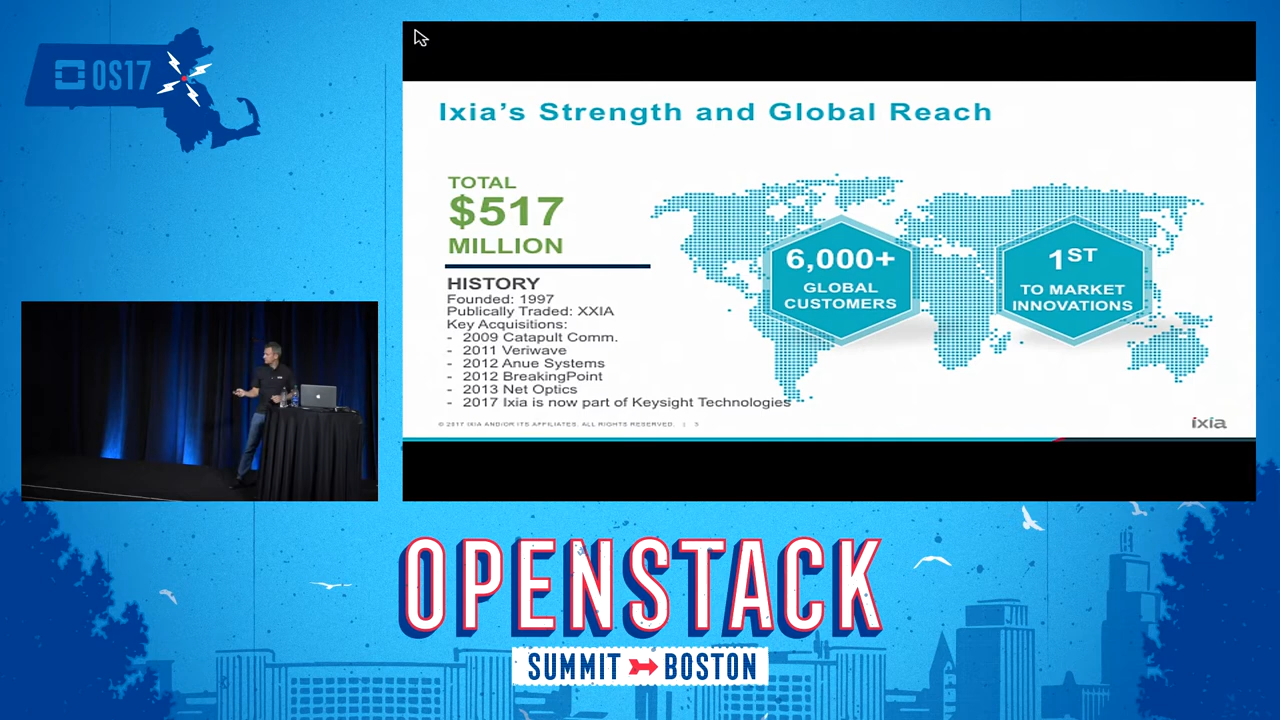 OS17
Ixia's Strength and Global Reach
TOTAL
$517
MILLION
HISTORY
Founded: 1997
Publically Traded: XXIA
Key Acquisitions:
- 2009 Catapult Comm.
- 2011 Veriwave
- 2012 Anue Systems
- 2012 BreakingPoint
- 2013 Net Optics
- 2017 Ixia is now part of Keysight Technologies
6,000+
GLOBAL
CUSTOMERS
1ST
TO MARKET
INNOVATIONS
© 2017 IXIA AND/OR ITS AFFILIATES. ALL RIGHTS RESERVED. | 5
ixia
OPENSTACK
SUMMIT BOSTON